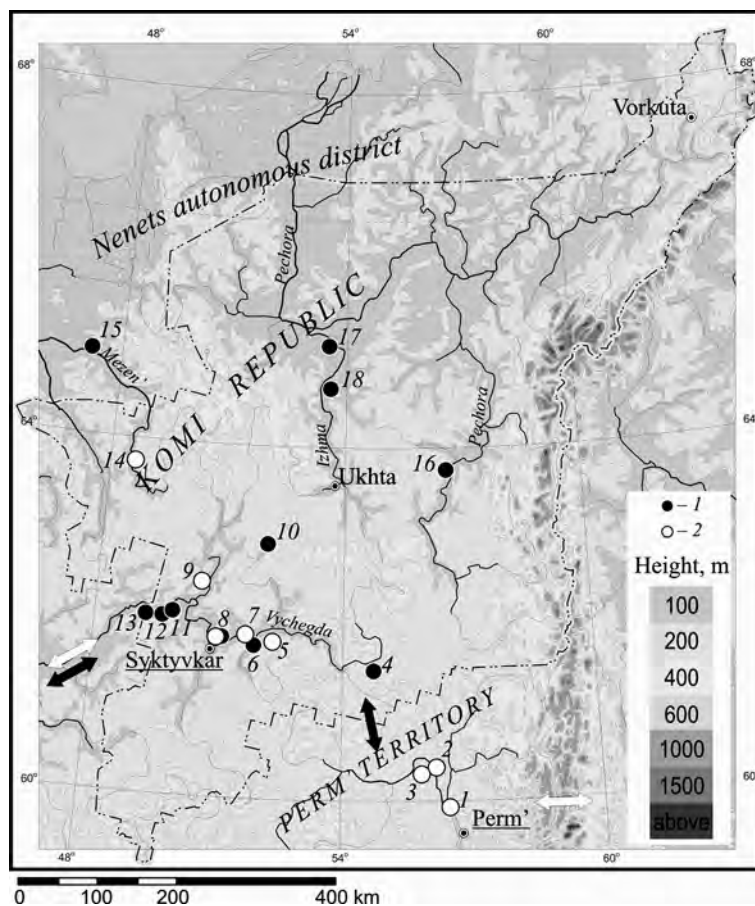 48° 54° 60°
68° 68°
Vorkuta
Nenets autonomous district
Pechora
KOMI REPUBLIC
15
Mezen'
17
18
64° 64°
14
Izhma
Pechora
16
Ukhta
● – 1
○ – 2
10
9
Height, m
100
200
400
600
1000
1500
above
13 12 11
8 7 Vychegda
6 5 4
Syktyvkar
PERM' TERRITORY
2
3
1
Perm'
60° 60
48° 54° 60°
0 100 200 400 km